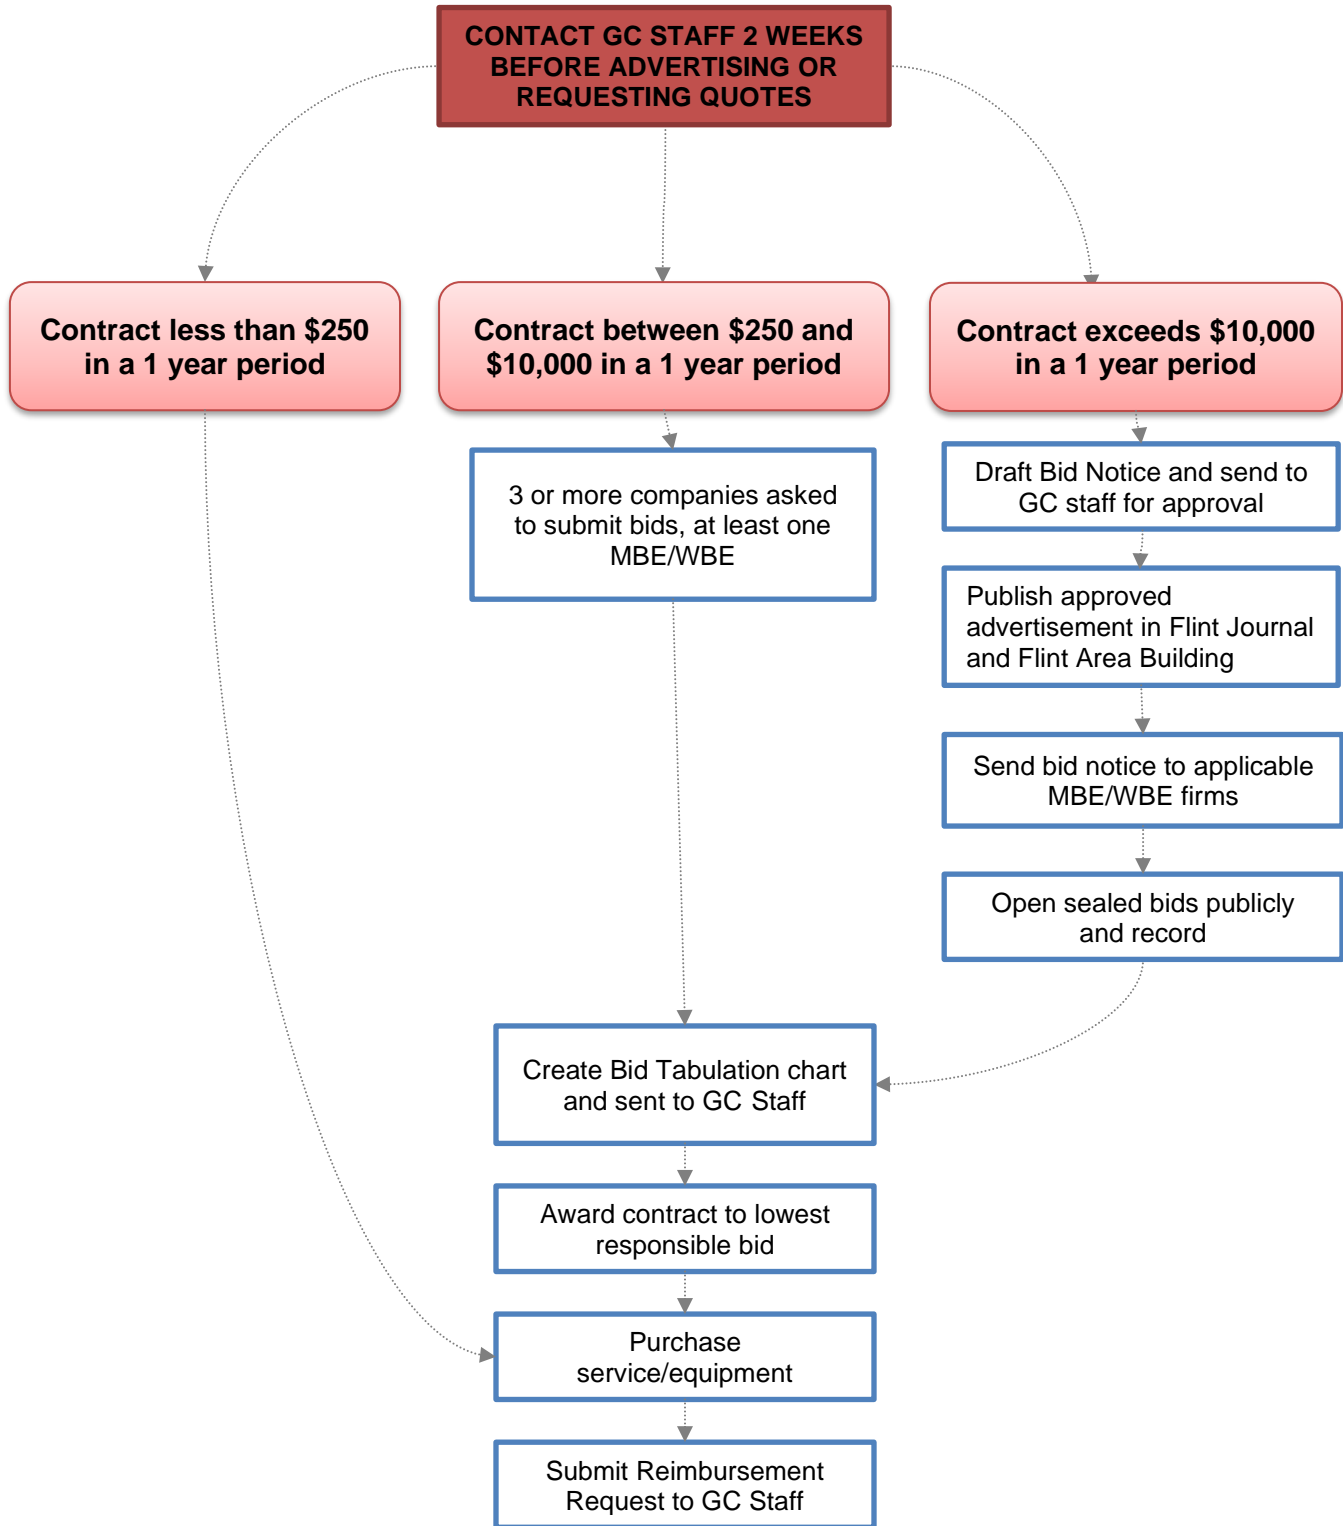 CONTACT GC STAFF 2 WEEKS
BEFORE ADVERTISING OR
REQUESTING QUOTES
Contract less than $250
in a 1 year period
Contract between $250 and
$10,000 in a 1 year period
Contract exceeds $10,000
in a 1 year period
3 or more companies asked
to submit bids, at least one
MBE/WBE
Draft Bid Notice and send to
GC staff for approval
Publish approved
advertisement in Flint Journal
and Flint Area Building
Send bid notice to applicable
MBE/WBE firms
Open sealed bids publicly
and record
Create Bid Tabulation chart
and sent to GC Staff
Award contract to lowest
responsible bid
Purchase
service/equipment
Submit Reimbursement
Request to GC Staff